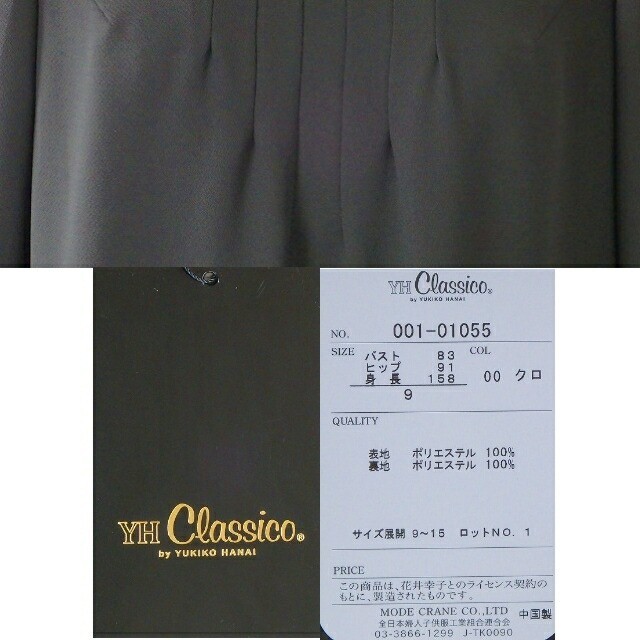 YH Classico®
by YUKIKO HANAI
YH Classico®
by YUKIKO HANAI
NO. 001-01055
SIZE バスト 83 COL
ヒップ 91
身長 158 00 クロ
9
QUALITY
表地 ポリエステル 100%
裏地 ポリエステル 100%
サイズ展開 9~15 ロットNO. 1
PRICE
この商品は、花井幸子とのライセンス契約の
もとに、製造されたものです。
MODE CRANE CO.,LTD 中国製
全日本婦人子供服工業組合連合会
03-3866-1299 J-TK0090